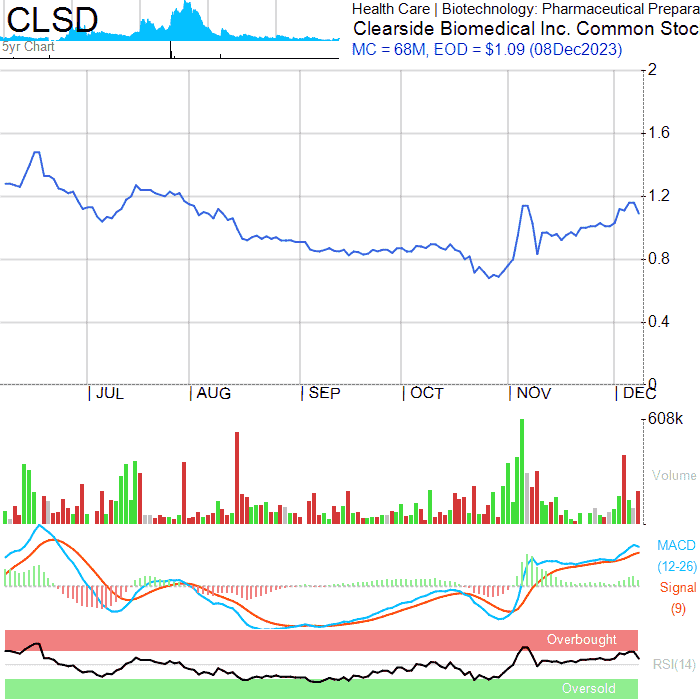 CLSD
5yr Chart
Health Care | Biotechnology: Pharmaceutical Prepara
Clearside Biomedical Inc. Common Stoc
MC = 68M, EOD = $1.09 (08Dec2023)
2
1.6
1.2
0.8
0.4
0
JUL AUG SEP OCT NOV DEC
608k
Volume
MACD
(12-26)
Signal
(9)
Overbought
RSI(14)
Oversold